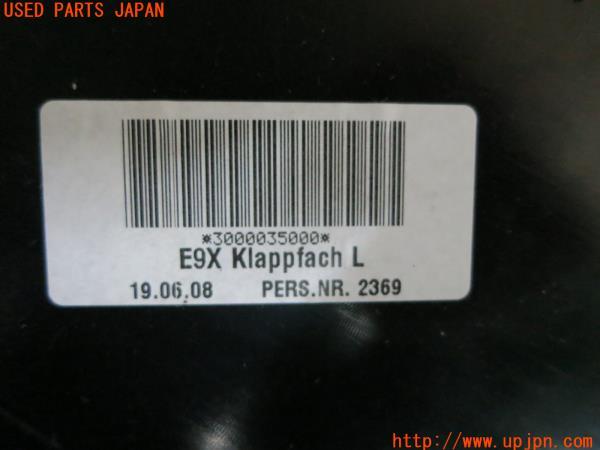 USED PARTS JAPAN
*3000035000*
E9X Klappfach L
19.06.08 PERS.NR. 2369
http://www.upjpn.com/